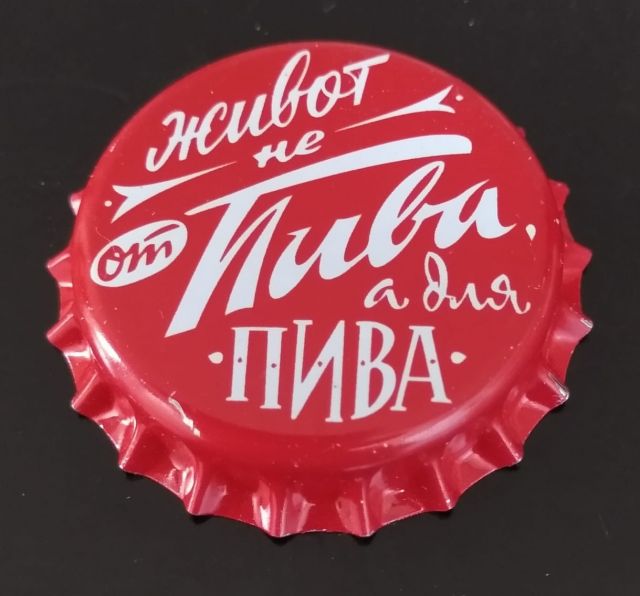 живот
не
от Пива,
а для
ПИВА